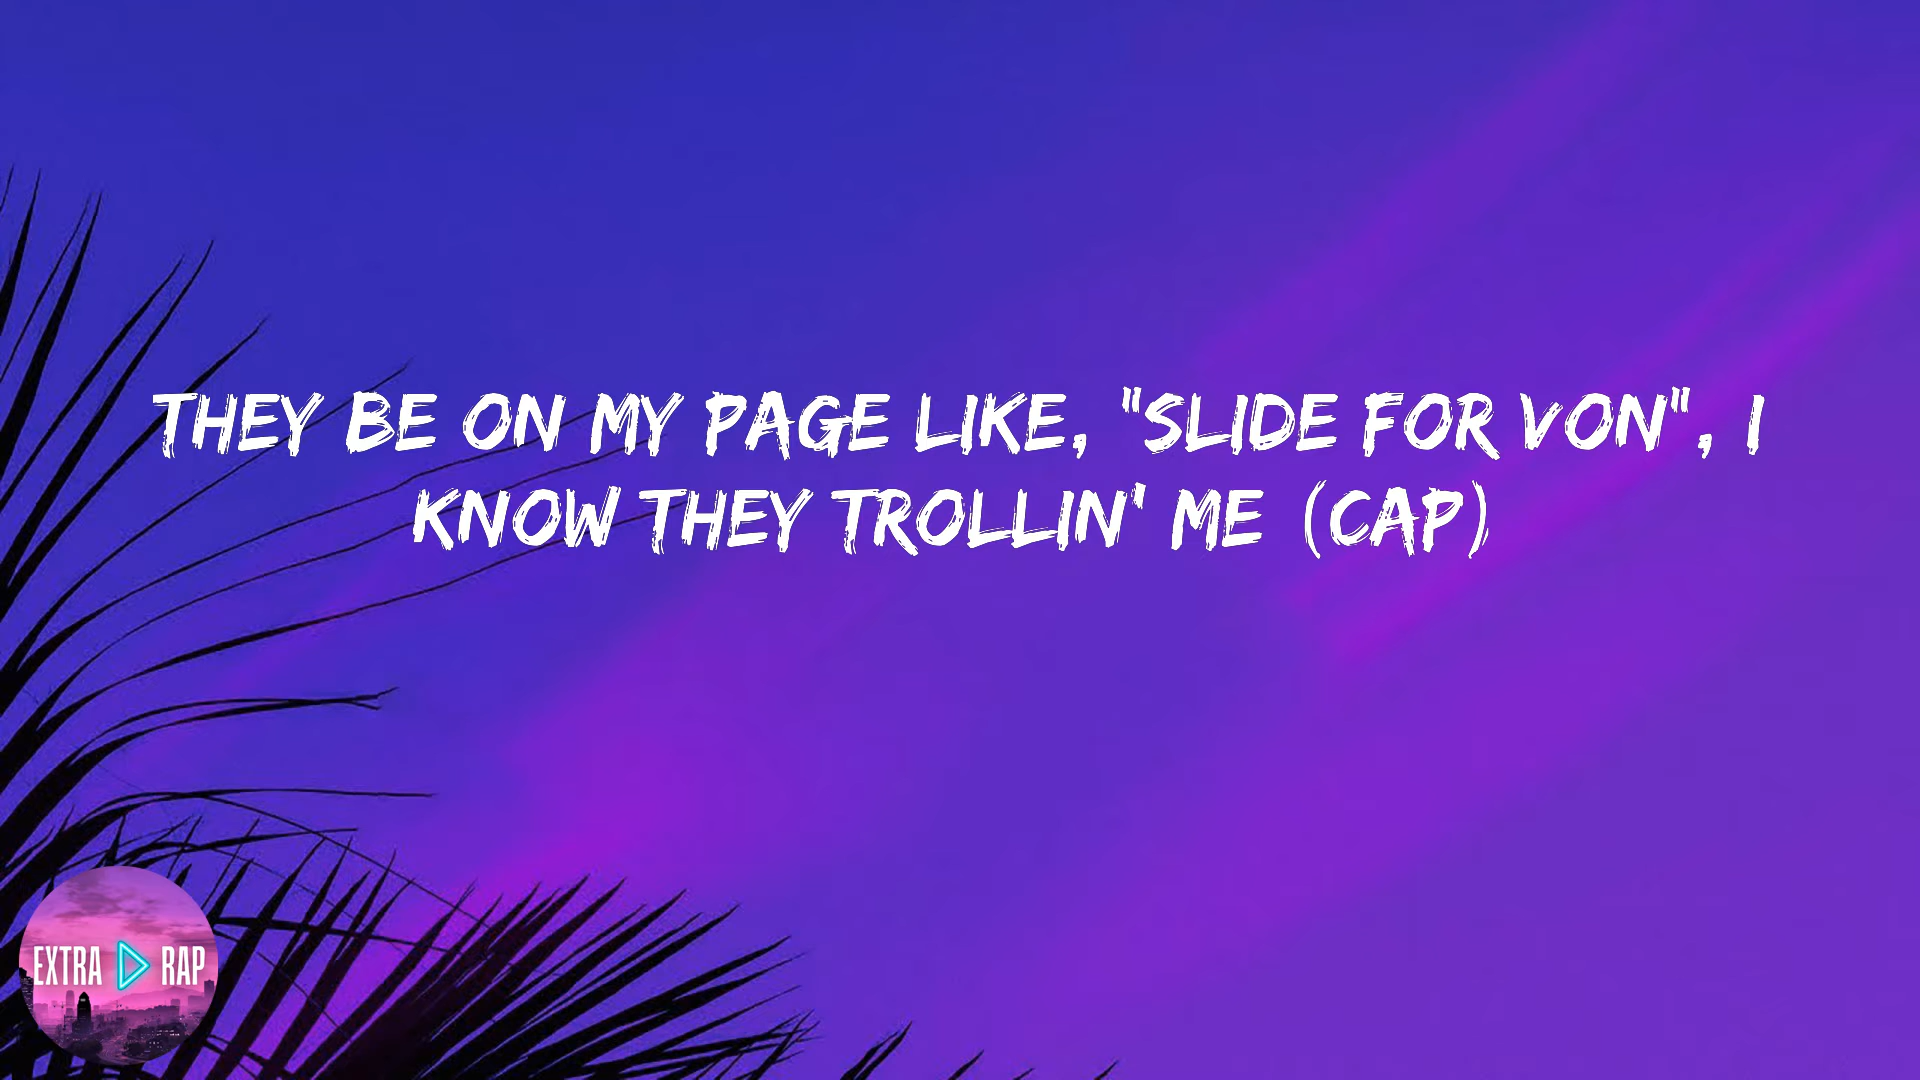 THEY BE ON MY PAGE LIKE, "SLIDE FOR VON", I
KNOW THEY TROLLIN' ME (CAP)
EXTRA RAP